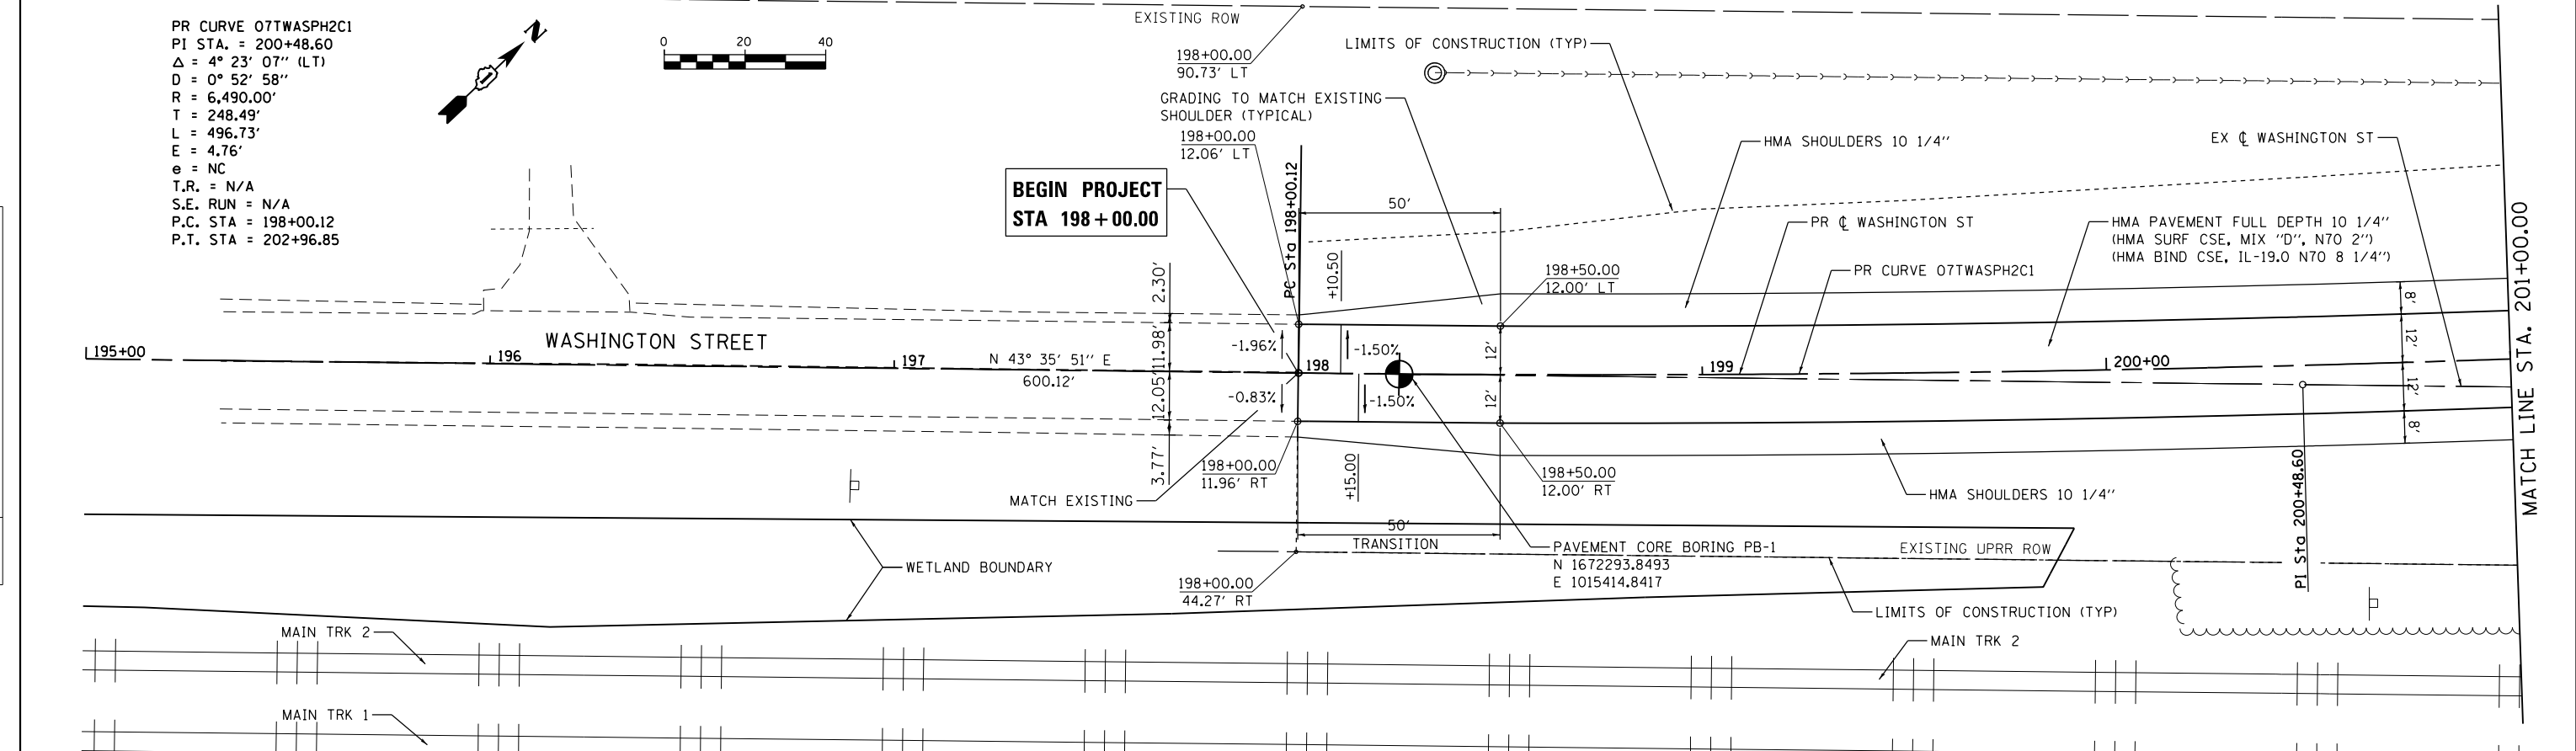 PR CURVE 07TWASPH2C1
PI STA. = 200+48.60
Δ = 4° 23' 07" (LT)
D = 0° 52' 58"
R = 6,490.00'
T = 248.49'
L = 496.73'
E = 4.76'
e = NC
T.R. = N/A
S.E. RUN = N/A
P.C. STA = 198+00.12
P.T. STA = 202+96.85
N
0 20 40
EXISTING ROW
198+00.00
90.73' LT
LIMITS OF CONSTRUCTION (TYP)
GRADING TO MATCH EXISTING
SHOULDER (TYPICAL)
198+00.00
12.06' LT
BEGIN PROJECT
STA 198+00.00
PC Sta 198+00.12
50'
+10.50
HMA SHOULDERS 10 1/4"
EX ℄ WASHINGTON ST
PR ℄ WASHINGTON ST
HMA PAVEMENT FULL DEPTH 10 1/4"
(HMA SURF CSE, MIX "D", N70 2")
(HMA BIND CSE, IL-19.0 N70 8 1/4")
PR CURVE 07TWASPH2C1
198+50.00
12.00' LT
MATCH LINE STA. 201+00.00
2.30'
11.98'
12.05'
3.77'
WASHINGTON STREET
195+00
196
197
N 43° 35' 51" E
600.12'
-1.96%
-0.83%
198
-1.50%
-1.50%
12'
12'
199
200+00
8'
12'
12'
8'
198+00.00
11.96' RT
+15.00
198+50.00
12.00' RT
MATCH EXISTING
HMA SHOULDERS 10 1/4"
PI Sta 200+48.60
50'
TRANSITION
PAVEMENT CORE BORING PB-1
N 1672293.8493
E 1015414.8417
EXISTING UPRR ROW
WETLAND BOUNDARY
198+00.00
44.27' RT
LIMITS OF CONSTRUCTION (TYP)
MAIN TRK 2
MAIN TRK 2
MAIN TRK 1